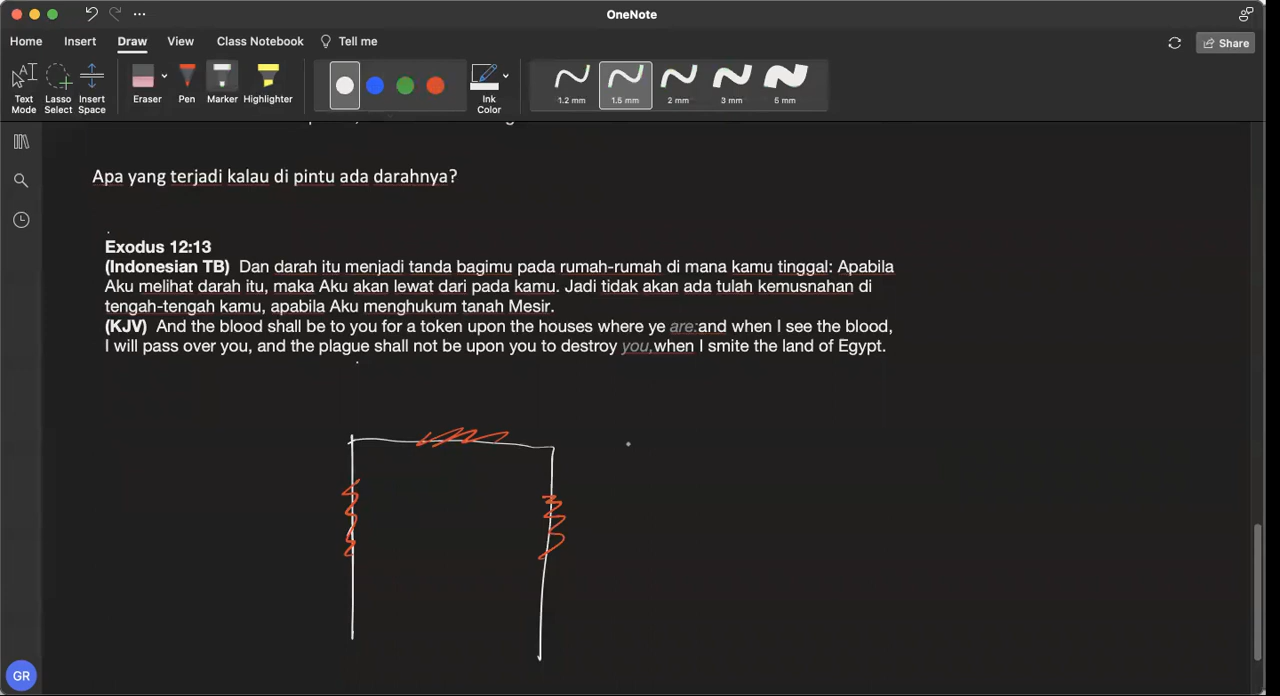 OneNote
Home Insert Draw View Class Notebook Tell me Share
Text Mode Lasso Select Insert Space Eraser Pen Marker Highlighter Ink Color 1.2 mm 1.5 mm 2 mm 3 mm 5 mm
Apa yang terjadi kalau di pintu ada darahnya?
Exodus 12:13
(Indonesian TB) Dan darah itu menjadi tanda bagimu pada rumah-rumah di mana kamu tinggal: Apabila
Aku melihat darah itu, maka Aku akan lewat dari pada kamu. Jadi tidak akan ada tulah kemusnahan di
tengah-tengah kamu, apabila Aku menghukum tanah Mesir.
(KJV) And the blood shall be to you for a token upon the houses where ye are:and when I see the blood,
I will pass over you, and the plague shall not be upon you to destroy you,when I smite the land of Egypt.
GR